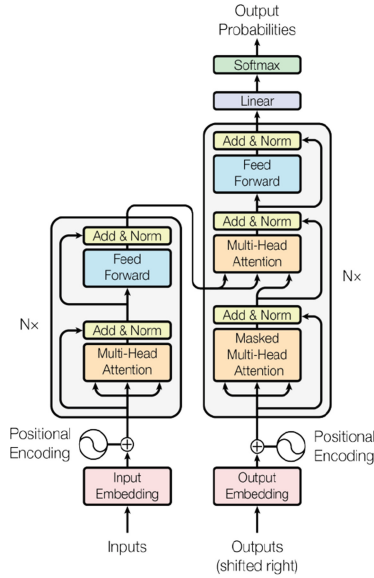 Output
Probabilities
Softmax
Linear
Add & Norm
Feed
Forward
Add & Norm
Multi-Head
Attention
Add & Norm
Masked
Multi-Head
Attention
N×
Add & Norm
Feed
Forward
Add & Norm
Multi-Head
Attention
N×
Positional
Encoding
Positional
Encoding
Input
Embedding
Output
Embedding
Inputs
Outputs
(shifted right)